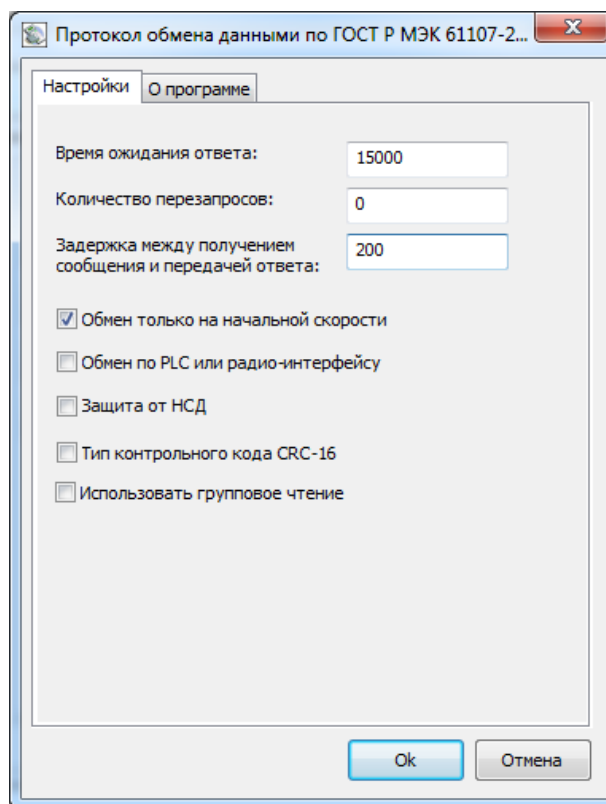 Протокол обмена данными по ГОСТ Р МЭК 61107-2...
Настройки
О программе
Время ожидания ответа:
15000
Количество перезапросов:
0
Задержка между получением
сообщения и передачей ответа:
200
Обмен только на начальной скорости
Обмен по PLC или радио-интерфейсу
Защита от НСД
Тип контрольного кода CRC-16
Использовать групповое чтение
Ok
Отмена